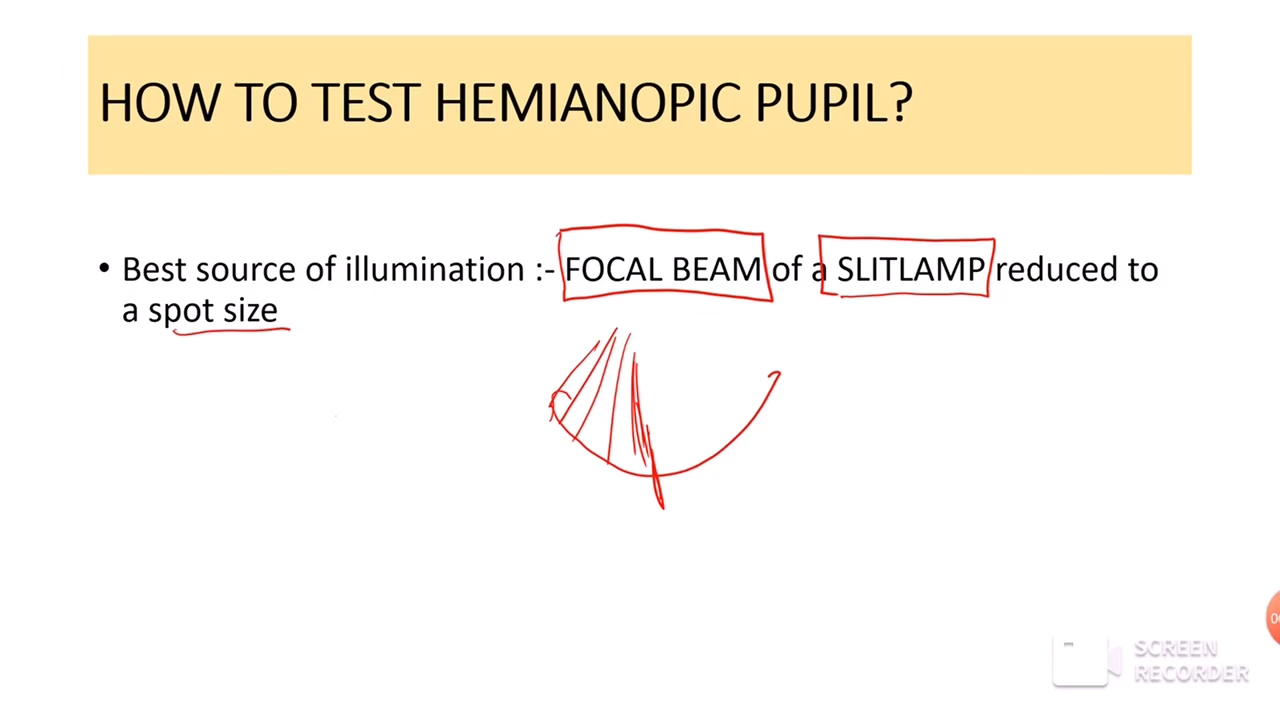 HOW TO TEST HEMIANOPIC PUPIL?
• Best source of illumination :- FOCAL BEAM of a SLITLAMP reduced to
a spot size
SCREEN
RECORDER